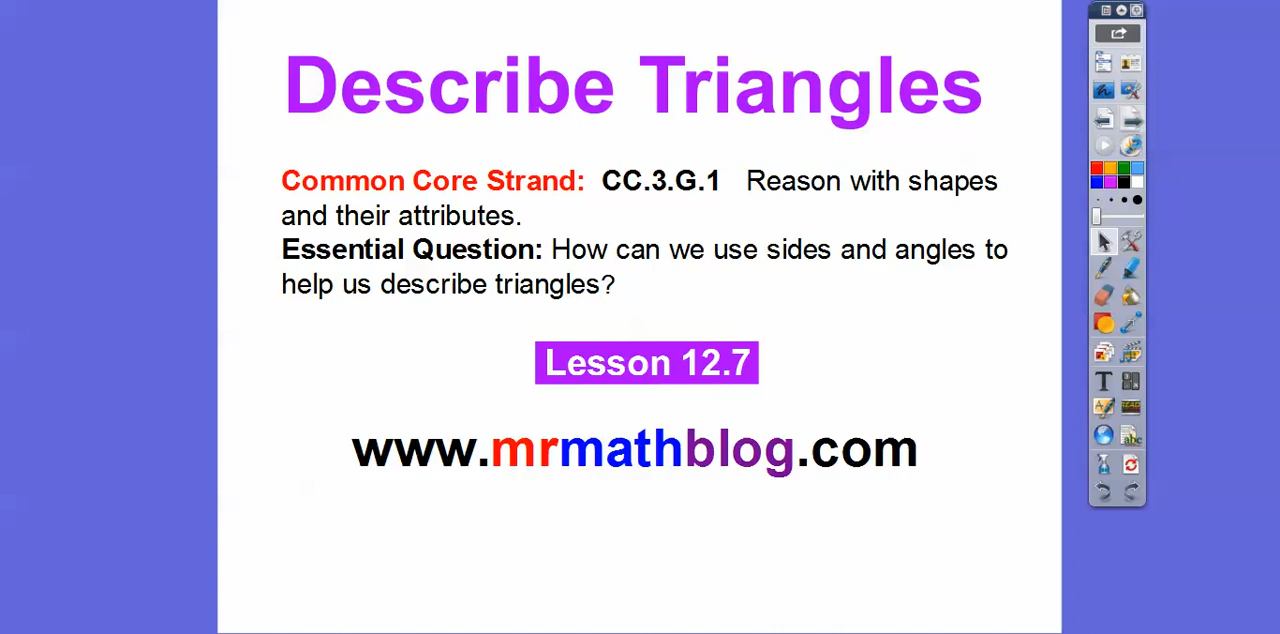 Describe Triangles
Common Core Strand: CC.3.G.1 Reason with shapes
and their attributes.
Essential Question: How can we use sides and angles to
help us describe triangles?
Lesson 12.7
www.mrmathblog.com